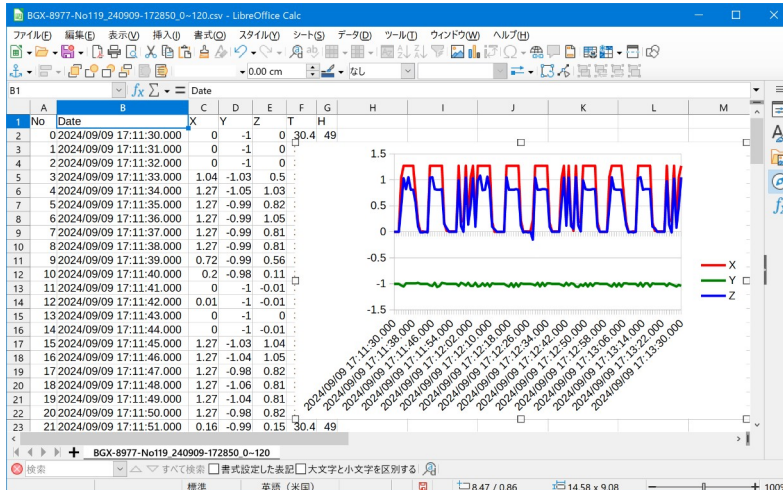 BGX-8977-No119_240909-172850_0~120.csv - LibreOffice Calc
ファイル(F) 編集(E) 表示(V) 挿入(I) 書式(O) スタイル(Y) シート(S) データ(D) ツール(T) ウィンドウ(W) ヘルプ(H)
0.00 cm なし
B1 fx Σ = Date
A B C D E F G H I J K L M
1 No Date X Y Z T H
2 0 2024/09/09 17:11:30.000 0 -1 0 30.4 49
3 1 2024/09/09 17:11:31.000 0 -1 0
4 2 2024/09/09 17:11:32.000 0 -1 0
5 3 2024/09/09 17:11:33.000 1.04 -1.03 0.5
6 4 2024/09/09 17:11:34.000 1.27 -1.05 1.03
7 5 2024/09/09 17:11:35.000 1.27 -0.99 0.82
8 6 2024/09/09 17:11:36.000 1.27 -0.99 1.05
9 7 2024/09/09 17:11:37.000 1.27 -0.99 0.81
10 8 2024/09/09 17:11:38.000 1.27 -0.99 0.81
11 9 2024/09/09 17:11:39.000 0.72 -0.99 0.56
12 10 2024/09/09 17:11:40.000 0.2 -0.98 0.11
13 11 2024/09/09 17:11:41.000 0 -1 -0.01
14 12 2024/09/09 17:11:42.000 0.01 -1 -0.01
15 13 2024/09/09 17:11:43.000 0 -1 0
16 14 2024/09/09 17:11:44.000 0 -1 -0.01
17 15 2024/09/09 17:11:45.000 1.27 -1.03 1.04
18 16 2024/09/09 17:11:46.000 1.27 -1.04 1.05
19 17 2024/09/09 17:11:47.000 1.27 -0.98 0.82
20 18 2024/09/09 17:11:48.000 1.27 -1.06 0.81
21 19 2024/09/09 17:11:49.000 1.27 -1.04 0.81
22 20 2024/09/09 17:11:50.000 1.27 -0.98 0.82
23 21 2024/09/09 17:11:51.000 0.16 -0.99 0.15 30.4 49
1.5
1
0.5
0
-0.5
-1
-1.5
X
Y
Z
2024/09/09 17:11:30.000
2024/09/09 17:11:38.000
2024/09/09 17:11:46.000
2024/09/09 17:11:54.000
2024/09/09 17:12:02.000
2024/09/09 17:12:10.000
2024/09/09 17:12:18.000
2024/09/09 17:12:26.000
2024/09/09 17:12:34.000
2024/09/09 17:12:42.000
2024/09/09 17:12:50.000
2024/09/09 17:12:58.000
2024/09/09 17:13:06.000
2024/09/09 17:13:14.000
2024/09/09 17:13:22.000
2024/09/09 17:13:30.000
BGX-8977-No119_240909-172850_0~120
検索 すべて検索 書式設定した表記 大文字と小文字を区別する
標準 英語 (米国) 8.47 / 0.86 14.58 x 9.08